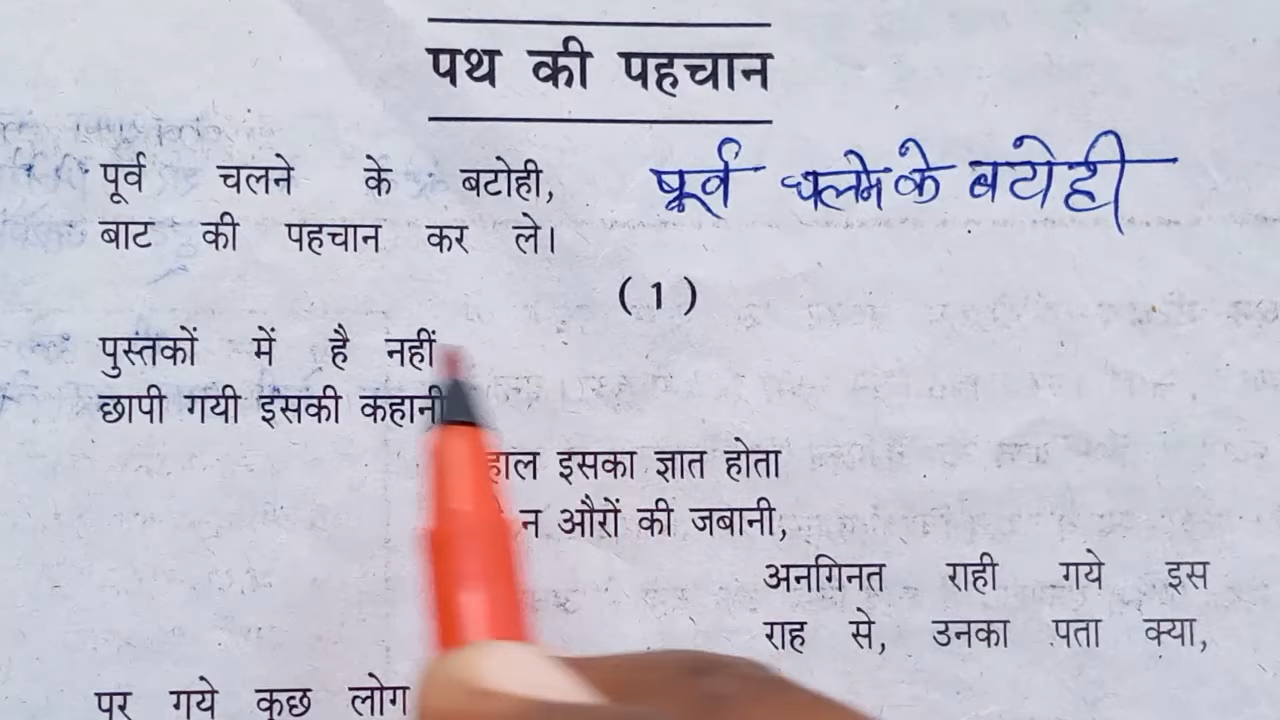 पथ की पहचान
पूर्व चलने के बटोही,
पूर्व चलने के बटोही
बाट की पहचान कर ले।
(1)
पुस्तकों में है नहीं
छापी गयी इसकी कहानी
हाल इसका ज्ञात होता
न औरों की जबानी,
अनगिनत राही गये इस
राह से, उनका पता क्या,
पर गये कुछ लोग